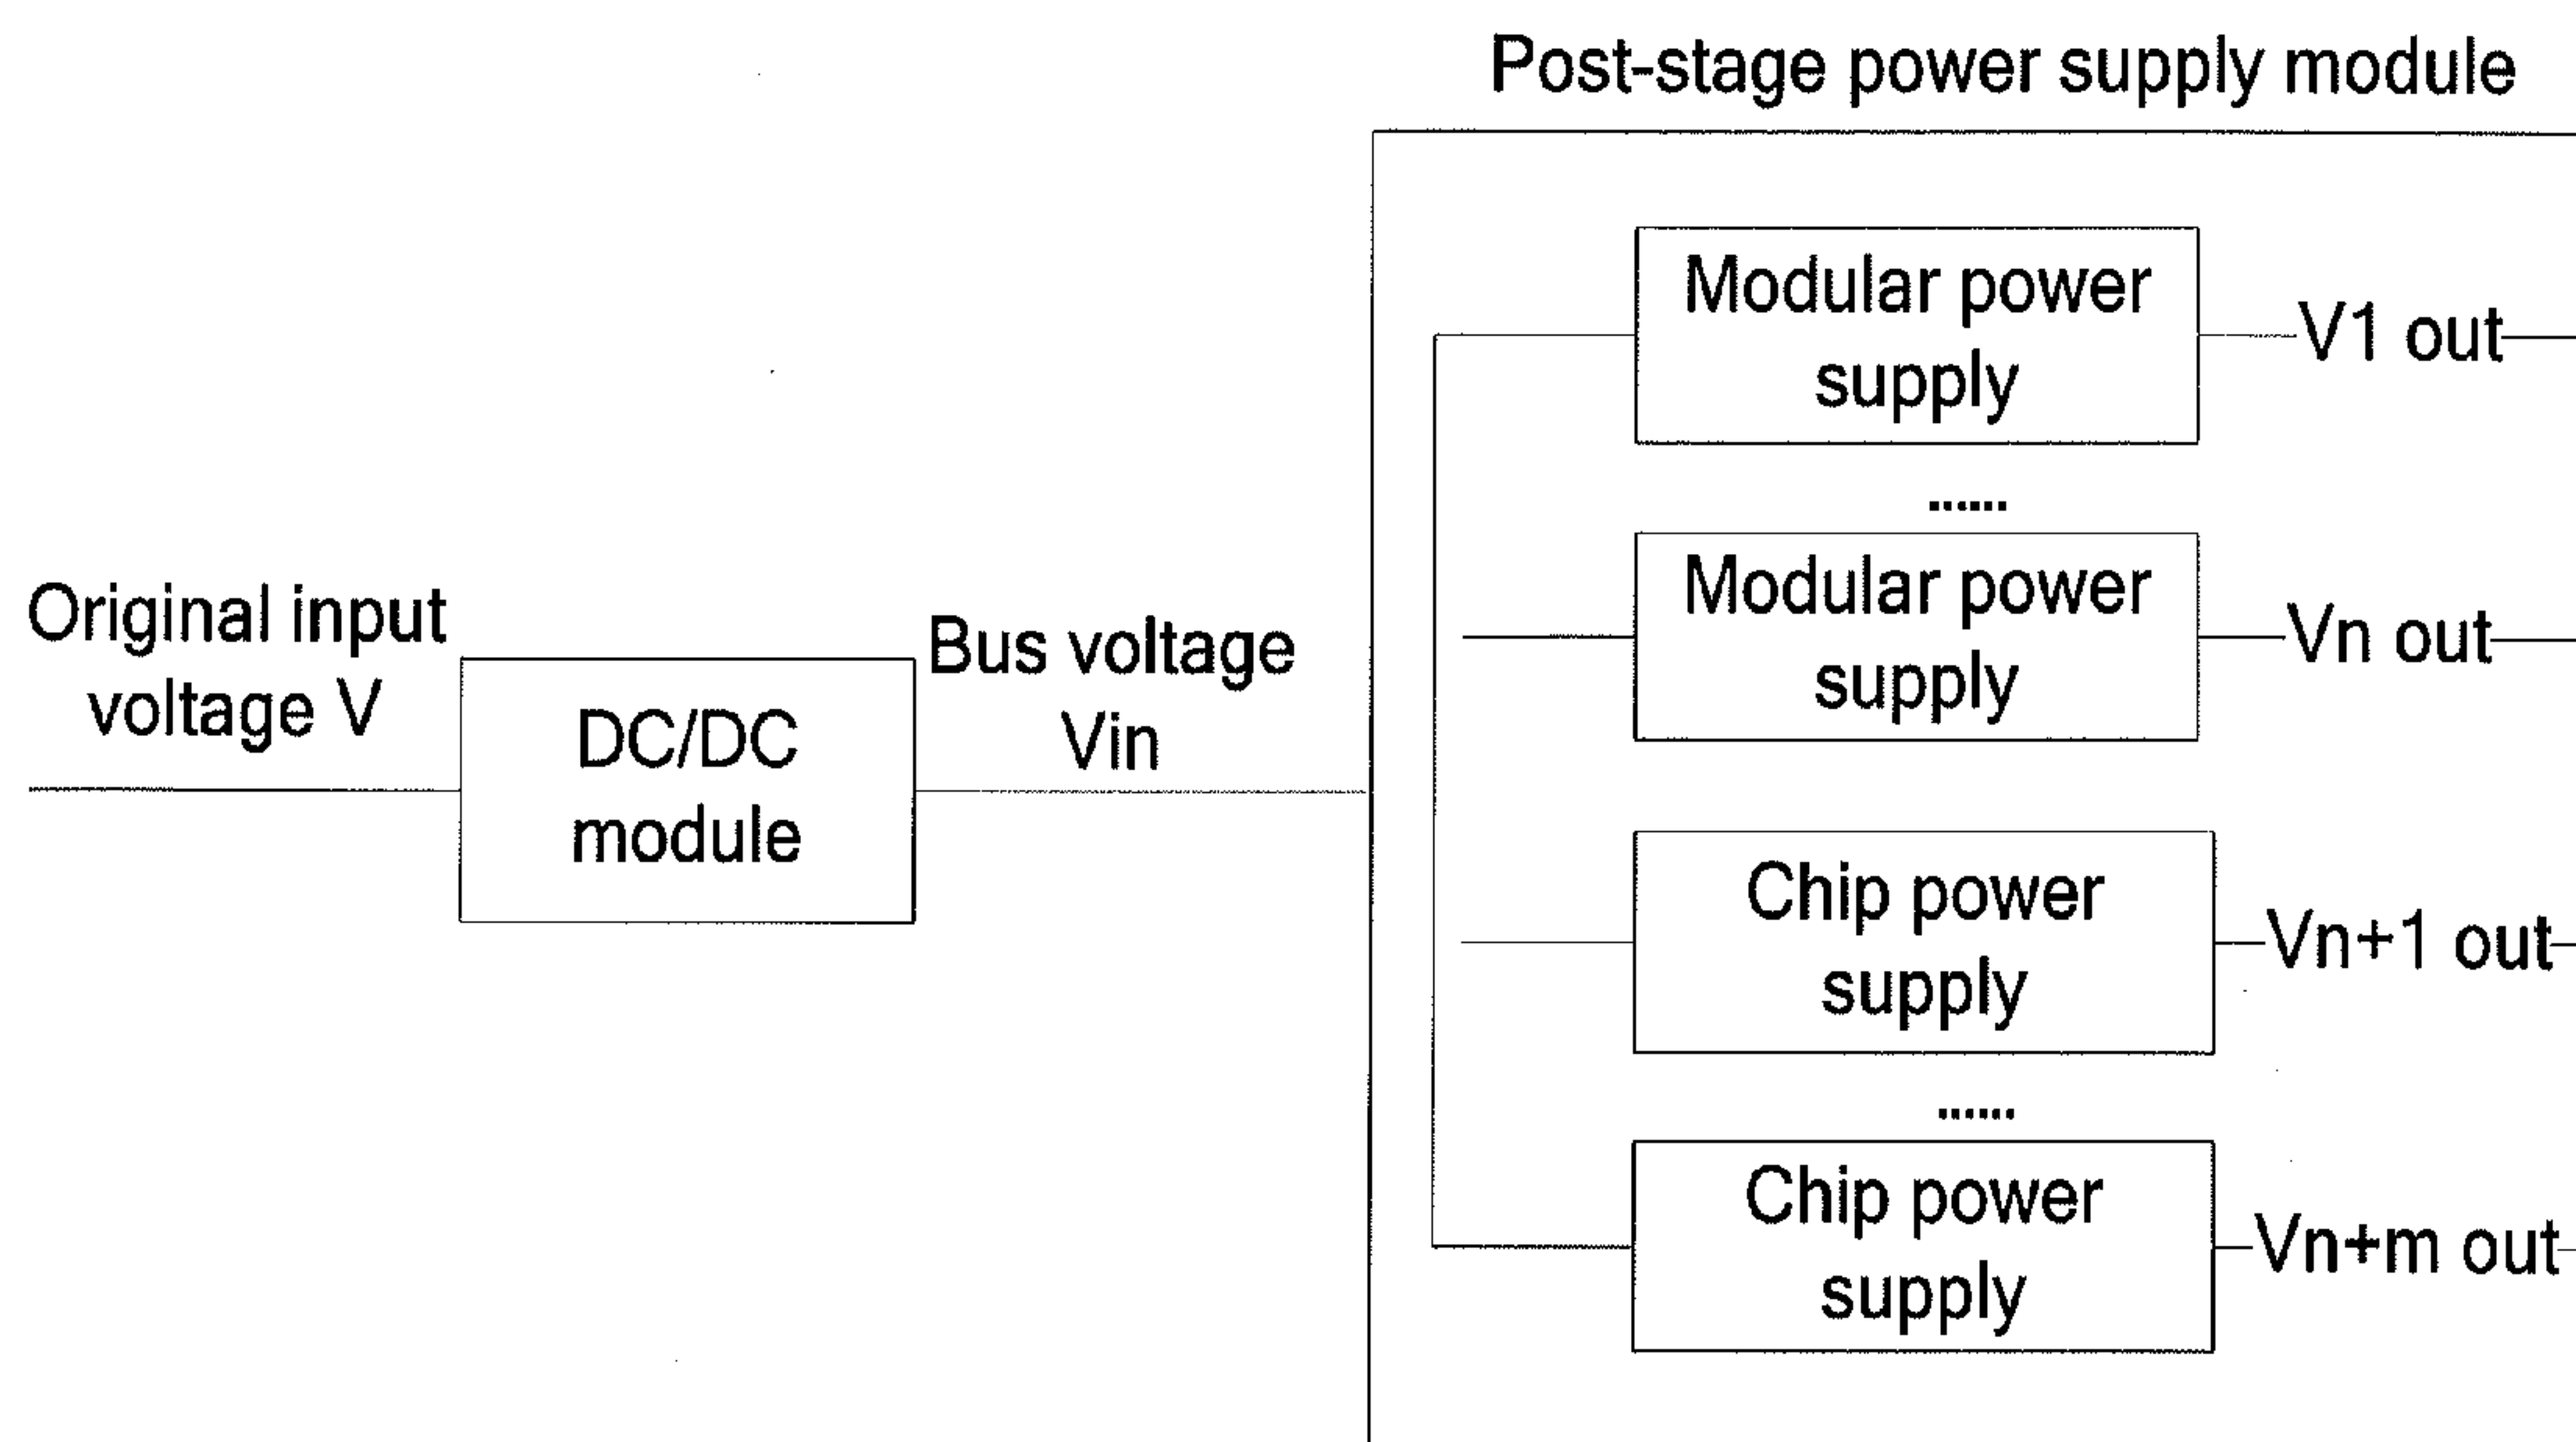 Post-stage power supply module
Modular power
supply
V1 out
......
Modular power
supply
Vn out
Original input
voltage V
DC/DC
module
Bus voltage
Vin
Chip power
supply
Vn+1 out
......
Chip power
supply
Vn+m out